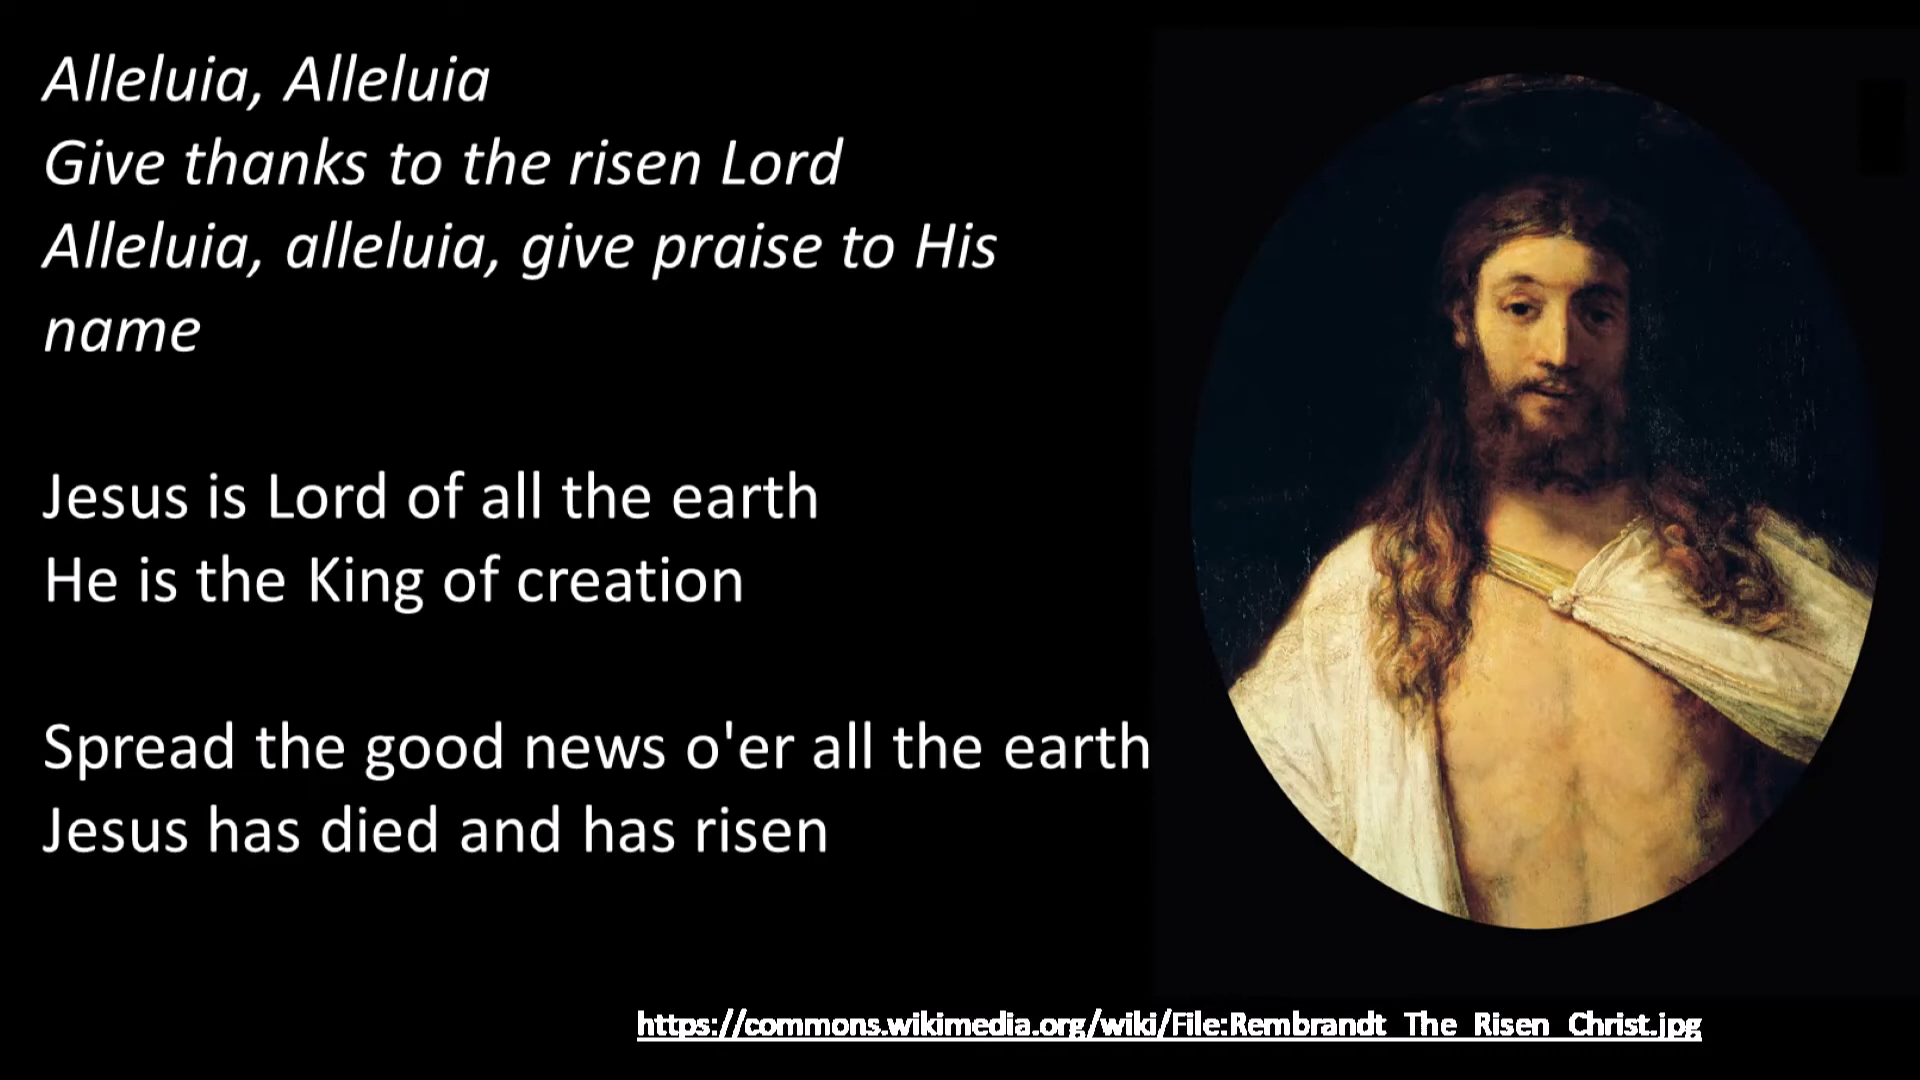 Alleluia, Alleluia
Give thanks to the risen Lord
Alleluia, alleluia, give praise to His
name
Jesus is Lord of all the earth
He is the King of creation
Spread the good news o'er all the earth
Jesus has died and has risen
https://commons.wikimedia.org/wiki/File:Rembrandt_The_Risen_Christ.jpg